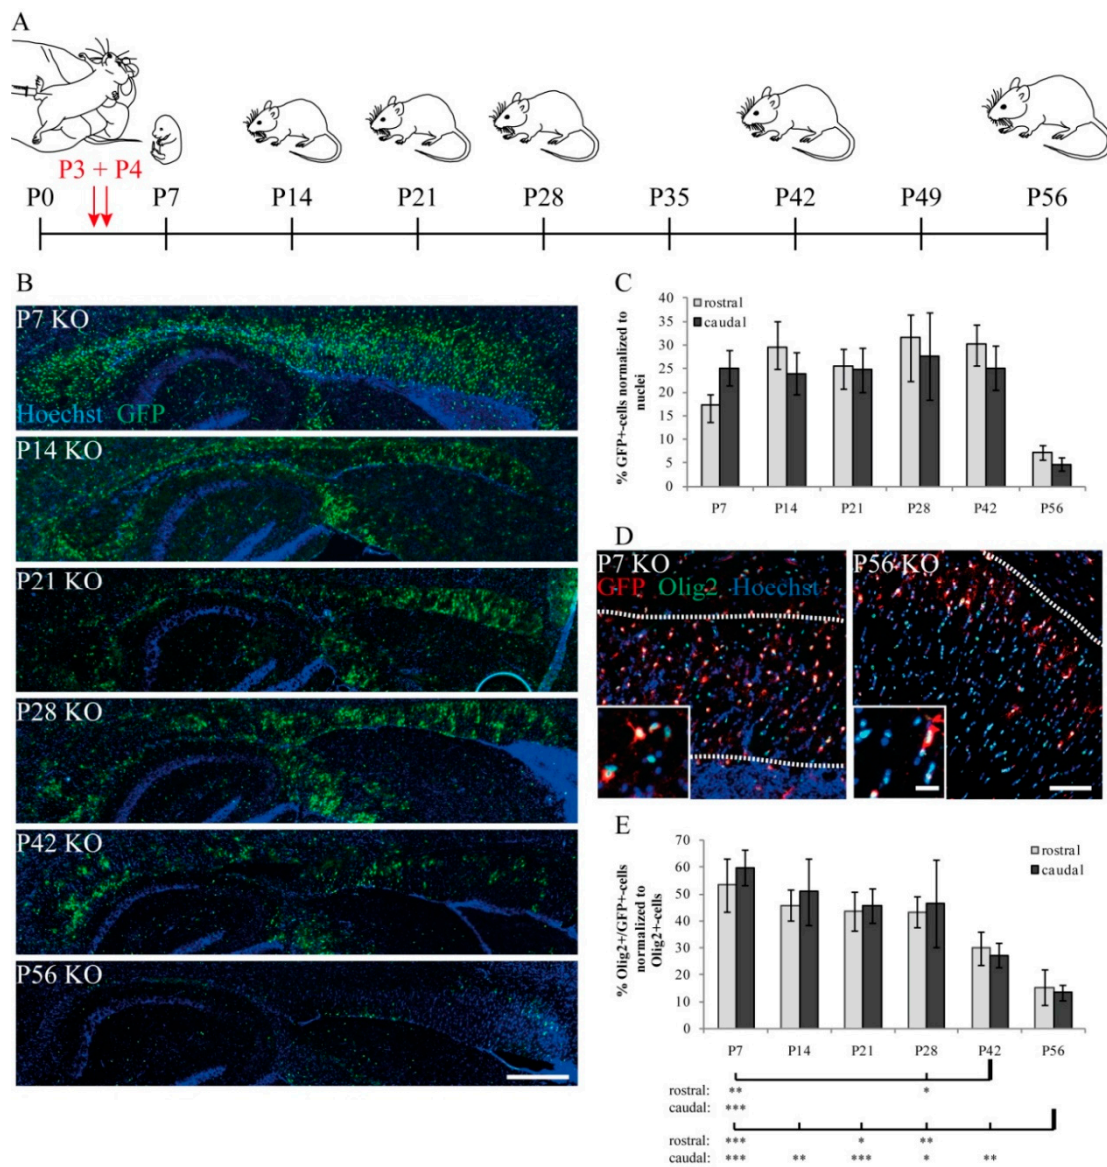 A
P3 + P4
P0 P7 P14 P21 P28 P35 P42 P49 P56
B
P7 KO
Hoechst GFP
P14 KO
P21 KO
P28 KO
P42 KO
P56 KO
C
% GFP+-cells normalized to
nuclei
40
35
30
25
20
15
10
5
0
rostral
caudal
P7 P14 P21 P28 P42 P56
D
P7 KO
GFP Olig2 Hoechst
P56 KO
E
% Olig2+/GFP+-cells
normalized to
Olig2+-cells
70
60
50
40
30
20
10
0
rostral
caudal
P7 P14 P21 P28 P42 P56
rostral: ** *
caudal: ***
rostral: *** * **
caudal: *** ** *** * **